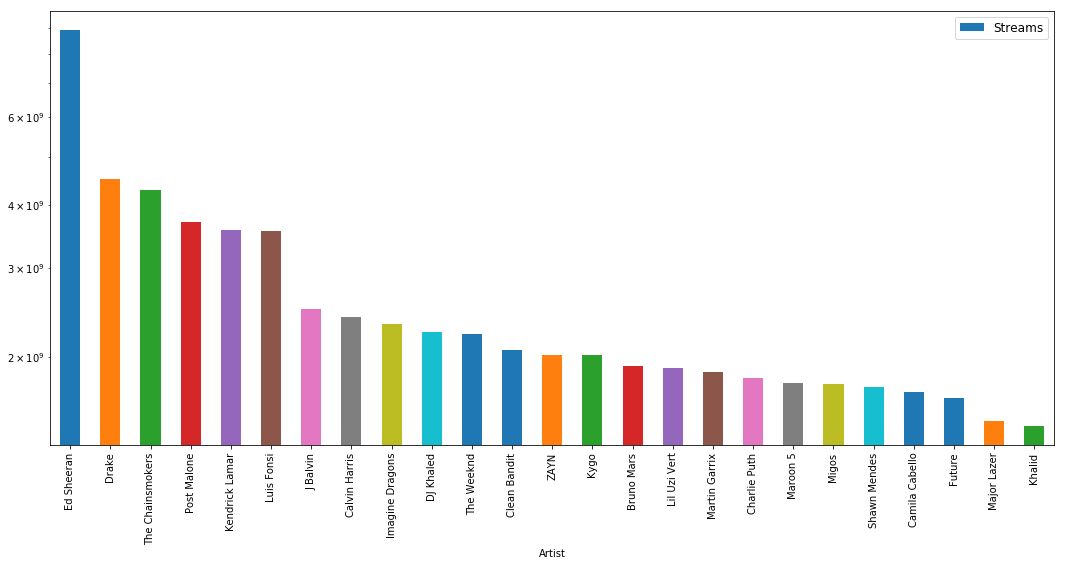 Streams
6 × 10⁹
4 × 10⁹
3 × 10⁹
2 × 10⁹
Ed Sheeran
Drake
The Chainsmokers
Post Malone
Kendrick Lamar
Luis Fonsi
J Balvin
Calvin Harris
Imagine Dragons
DJ Khaled
The Weeknd
Clean Bandit
ZAYN
Kygo
Bruno Mars
Lil Uzi Vert
Martin Garrix
Charlie Puth
Maroon 5
Migos
Shawn Mendes
Camila Cabello
Future
Major Lazer
Khalid
Artist